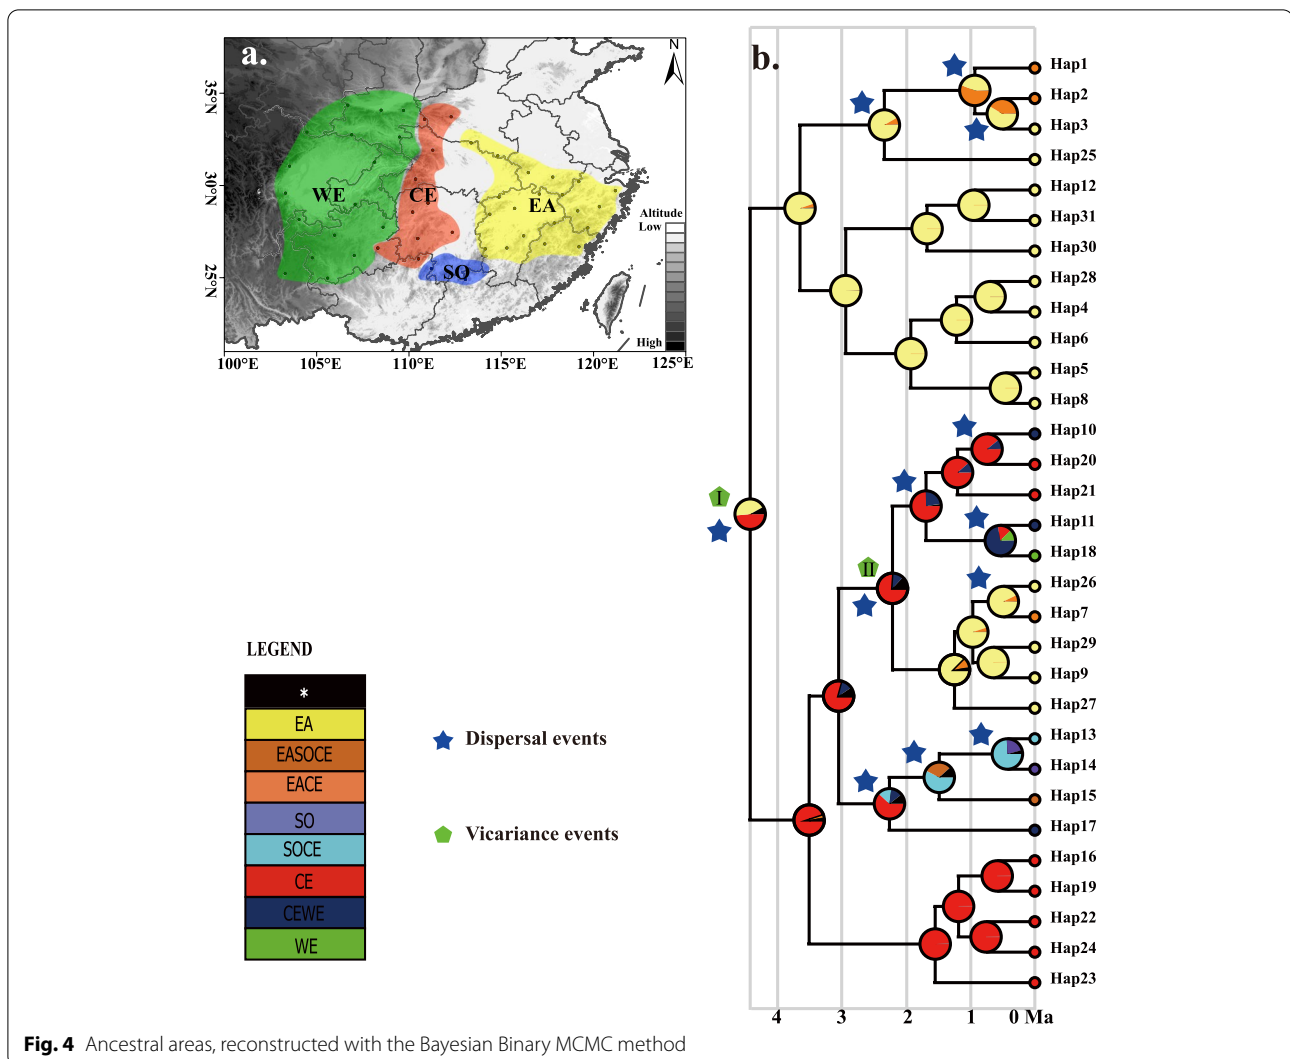 a.
N
35°N
30°N
25°N
WE
CE
EA
SO
Altitude
Low
High
100°E 105°E 110°E 115°E 120°E 125°E
b.
Hap1
Hap2
Hap3
Hap25
Hap12
Hap31
Hap30
Hap28
Hap4
Hap6
Hap5
Hap8
Hap10
Hap20
Hap21
Hap11
Hap18
Hap26
Hap7
Hap29
Hap9
Hap27
Hap13
Hap14
Hap15
Hap17
Hap16
Hap19
Hap22
Hap24
Hap23
I
II
4 3 2 1 0 Ma
LEGEND
*
EA
EASOCE
EACE
SO
SOCE
CE
CEWE
WE
Dispersal events
Vicariance events
Fig. 4 Ancestral areas, reconstructed with the Bayesian Binary MCMC method